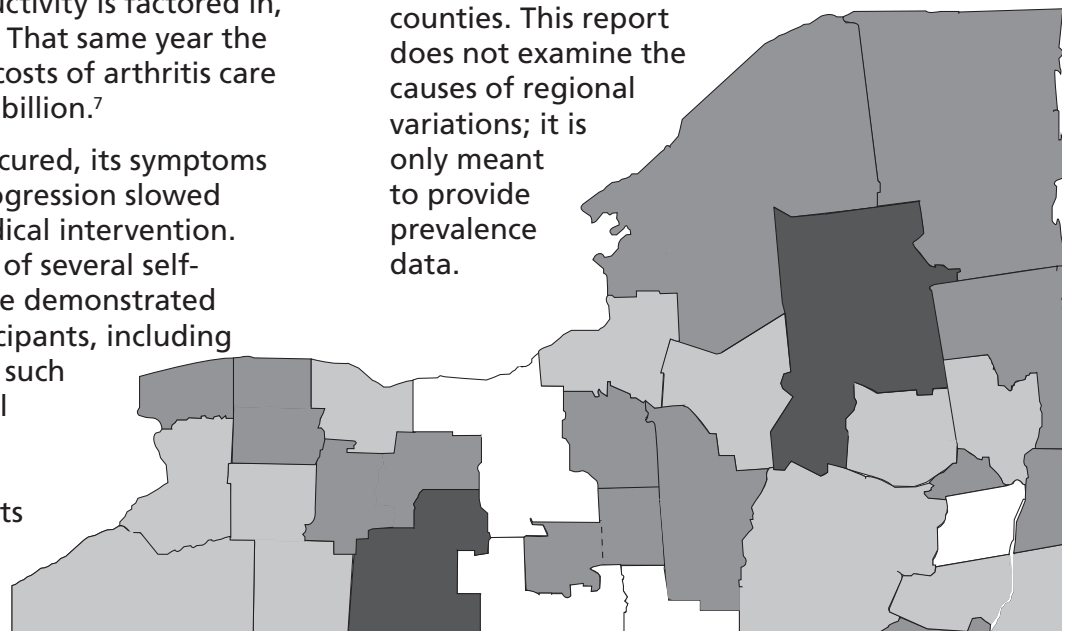 uctivity is factored in,
That same year the
costs of arthritis care
billion.⁷
cured, its symptoms
ogression slowed
dical intervention.
of several self-
e demonstrated
cipants, including
such
l
ts
counties. This report
does not examine the
causes of regional
variations; it is
only meant
to provide
prevalence
data.